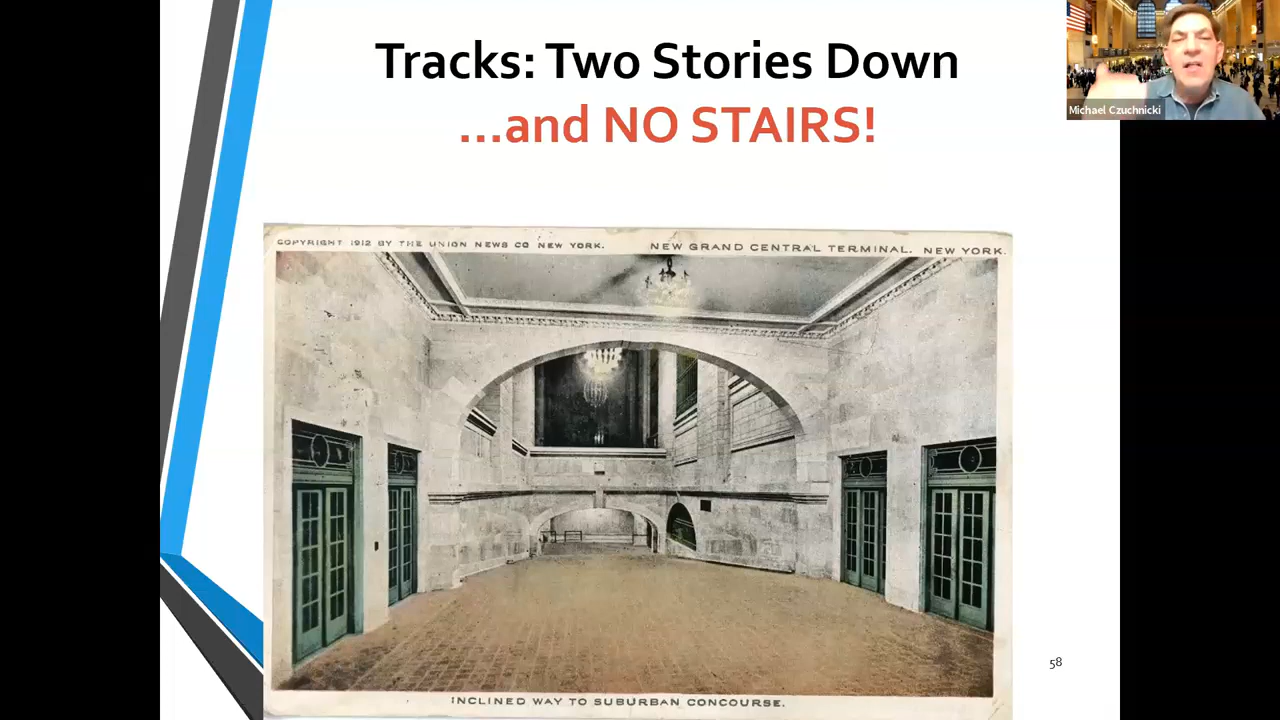 Tracks: Two Stories Down
...and NO STAIRS!
Michael Czuchnicki
COPYRIGHT 1912 BY THE UNION NEWS CO NEW YORK.
NEW GRAND CENTRAL TERMINAL. NEW YORK.
INCLINED WAY TO SUBURBAN CONCOURSE.
58